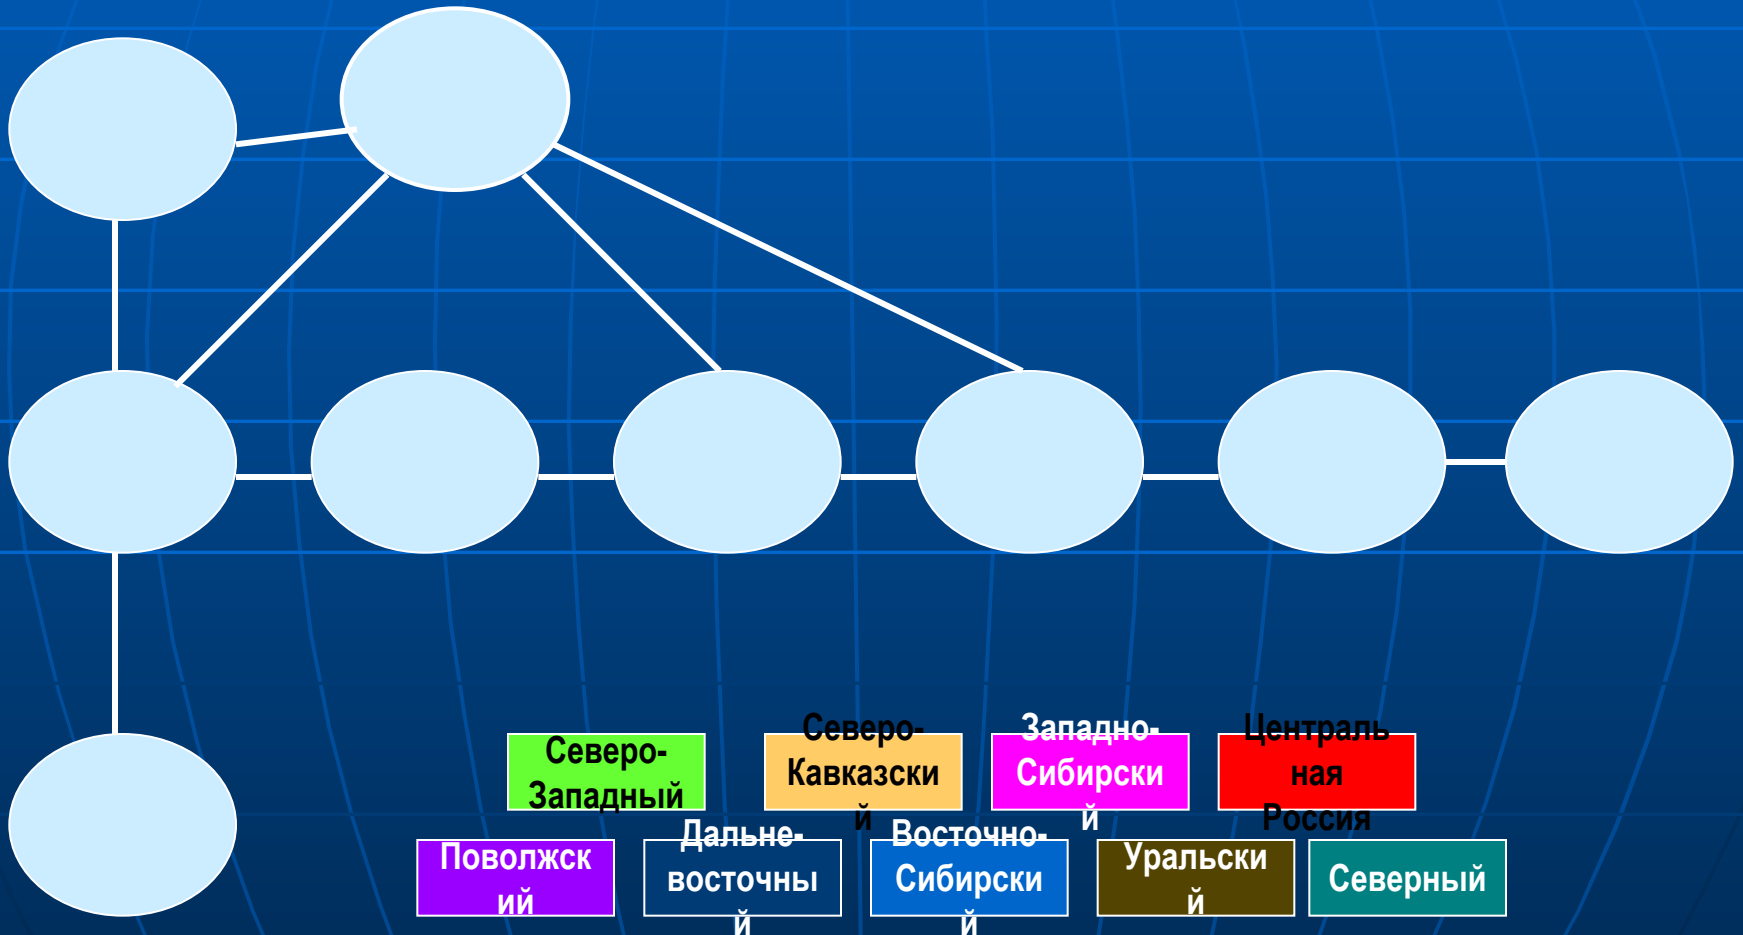 Северо-
Западный
Северо-
Кавказски
й
Западно-
Сибирски
й
Централь
ная
Россия
Поволжск
ий
Дальне-
восточны
й
Восточно-
Сибирски
й
Уральски
й
Северный